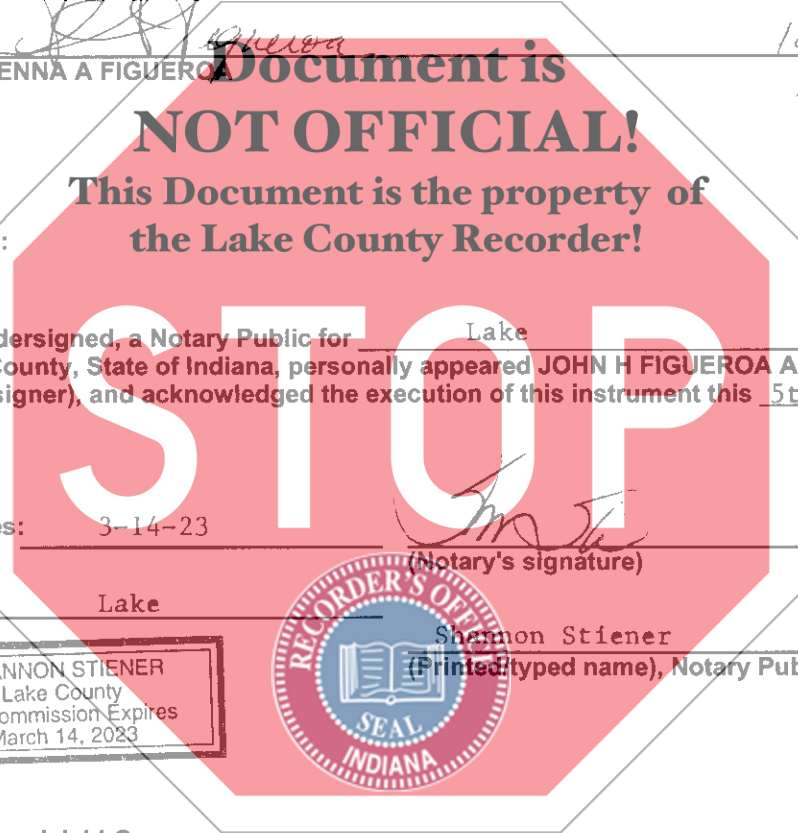 Figueroa
ENNA A FIGUEROA
Document is
NOT OFFICIAL!
This Document is the property of
the Lake County Recorder!
:
STOP
dersigned, a Notary Public for Lake
County, State of Indiana, personally appeared JOHN H FIGUEROA A
signer), and acknowledged the execution of this instrument this 5t
es: 3-14-23
(Notary's signature)
Lake
Shannon Stiener
(Printed/typed name), Notary Pub
ANNON STIENER
Lake County
ommission Expires
March 14, 2023
RECORDER'S OFFICE
SEAL
INDIANA